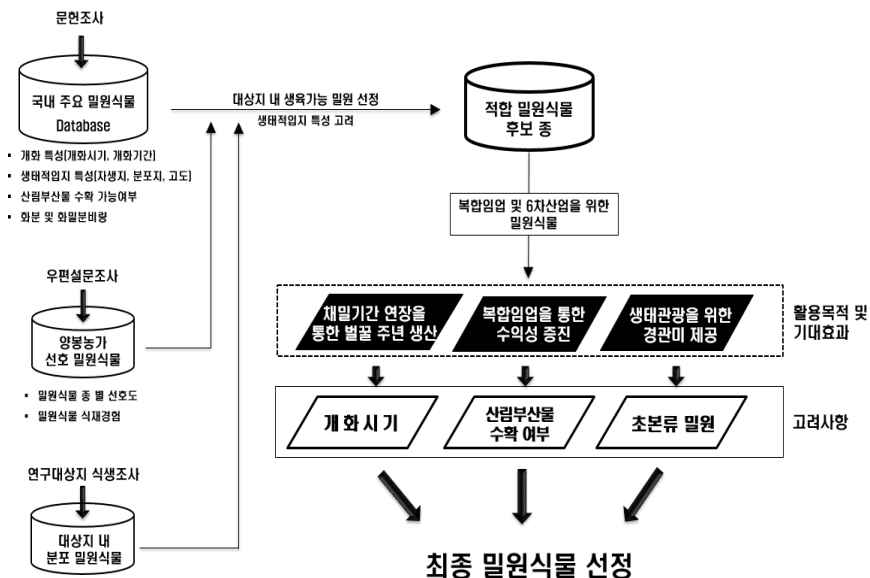 문헌조사
국내 주요 밀원식물
Database
▪ 개화 특성(개화시기, 개화기간)
▪ 생태적입지 특성(자생지, 분포지, 고도)
▪ 산림부산물 수확 가능여부
▪ 화분 및 화밀분비량
우편설문조사
양봉농가
선호 밀원식물
▪ 밀원식물 종 별 선호도
▪ 밀원식물 식재경험
연구대상지 식생조사
대상지 내
분포 밀원식물
대상지 내 생육가능 밀원 선정
생태적입지 특성 고려
적합 밀원식물
후보 종
복합임업 및 6차산업을 위한
밀원식물
채밀기간 연장을
통한 벌꿀 주년 생산
복합임업을 통한
수익성 증진
생태관광을 위한
경관미 제공
활용목적 및
기대효과
개화시기
산림부산물
수확 여부
초본류 밀원
고려사항
최종 밀원식물 선정